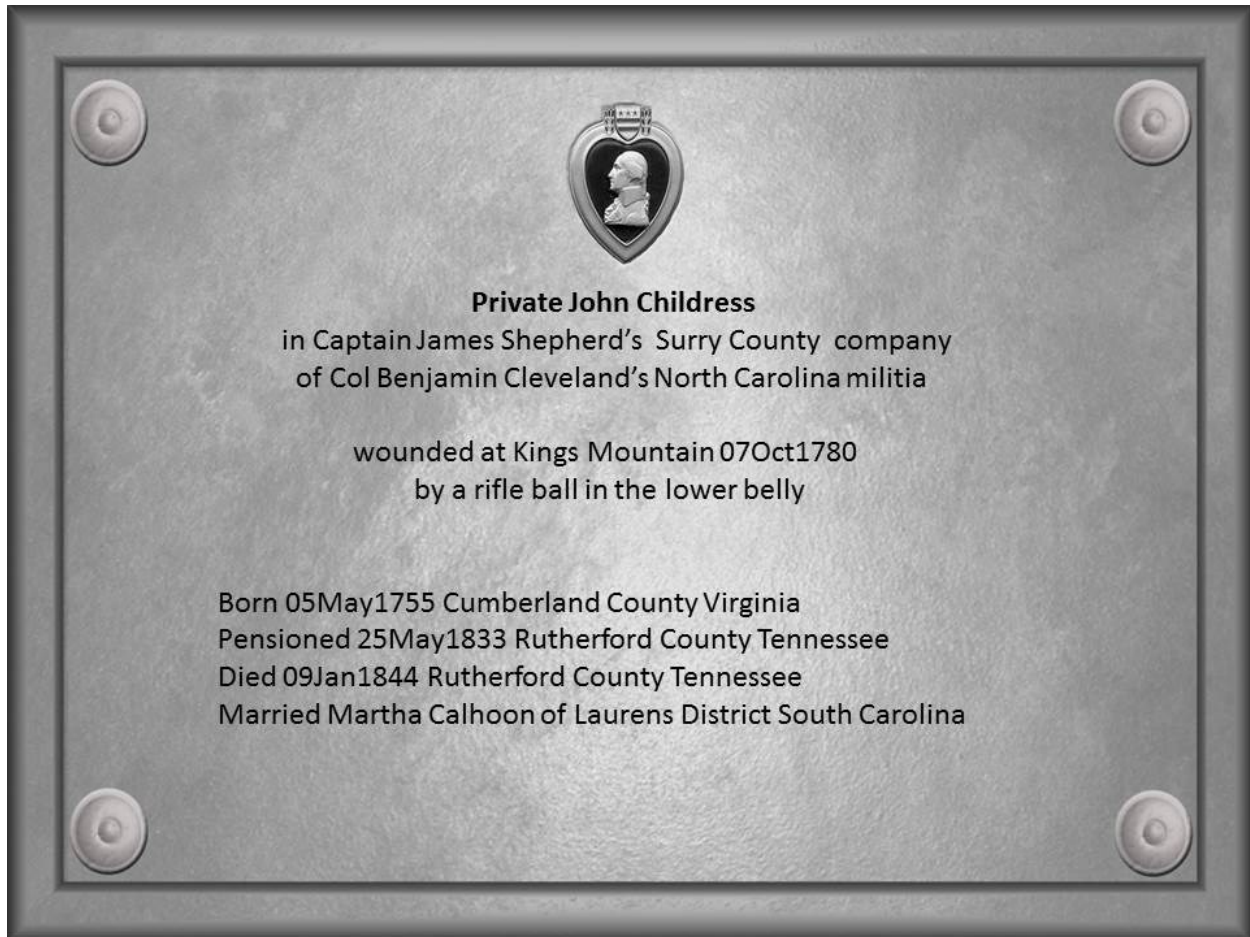 Private John Childress
in Captain James Shepherd's Surry County company
of Col Benjamin Cleveland's North Carolina militia
wounded at Kings Mountain 07Oct1780
by a rifle ball in the lower belly
Born 05May1755 Cumberland County Virginia
Pensioned 25May1833 Rutherford County Tennessee
Died 09Jan1844 Rutherford County Tennessee
Married Martha Calhoon of Laurens District South Carolina